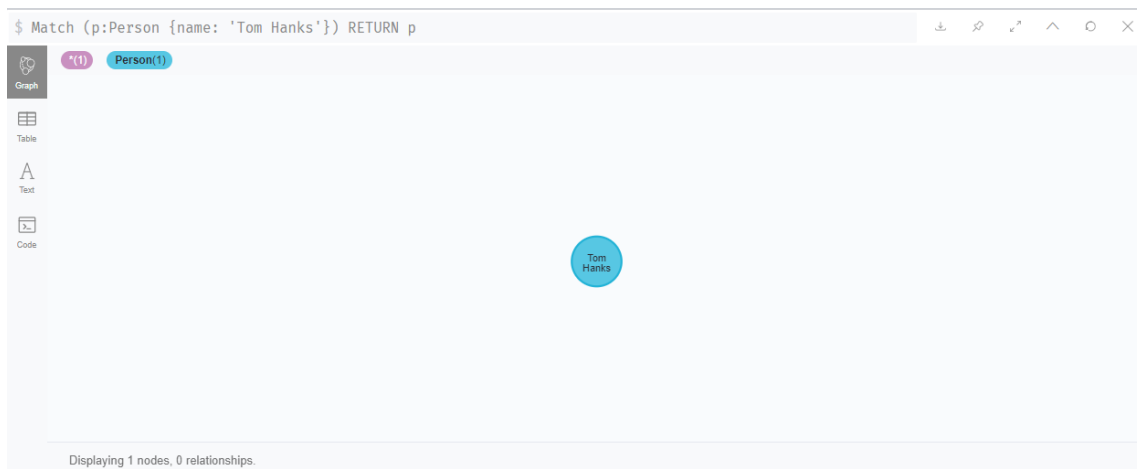 $ Match (p:Person {name: 'Tom Hanks'}) RETURN p
*(1) Person(1)
Graph
Table
A
Text
Code
Tom
Hanks
Displaying 1 nodes, 0 relationships.